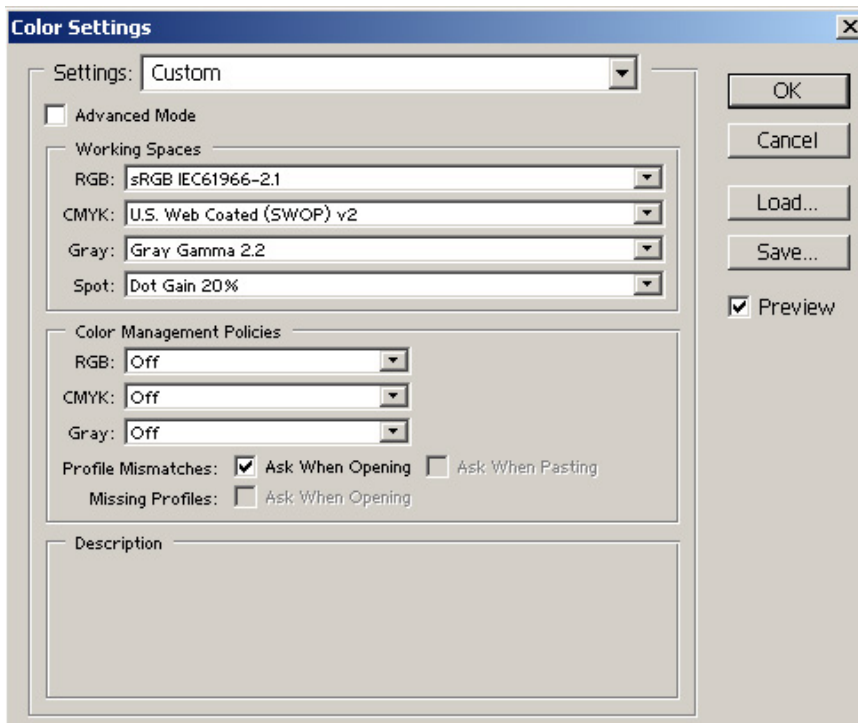 Color Settings
Settings: Custom
OK
Advanced Mode
Cancel
Working Spaces
RGB: sRGB IEC61966-2.1
CMYK: U.S. Web Coated (SWOP) v2
Load...
Gray: Gray Gamma 2.2
Save...
Spot: Dot Gain 20%
Preview
Color Management Policies
RGB: Off
CMYK: Off
Gray: Off
Profile Mismatches: Ask When Opening Ask When Pasting
Missing Profiles: Ask When Opening
Description